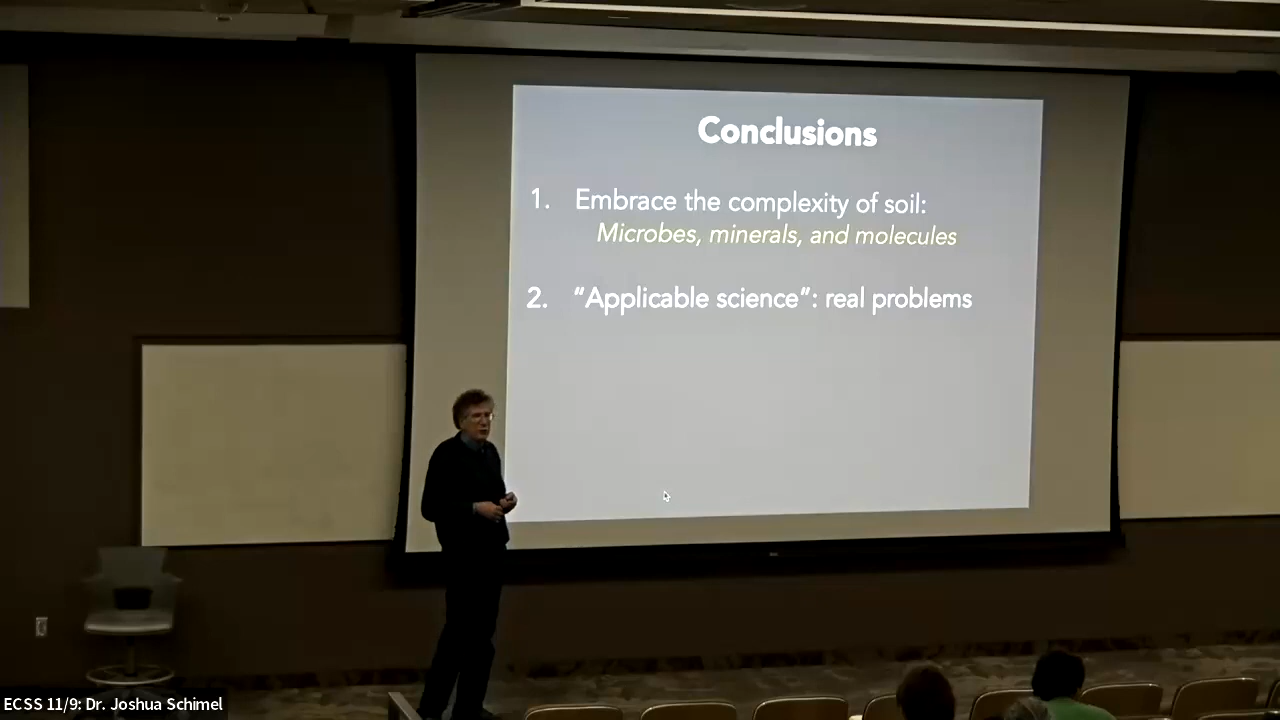 Conclusions
1. Embrace the complexity of soil:
Microbes, minerals, and molecules
2. “Applicable science”: real problems
ECSS 11/9: Dr. Joshua Schimel